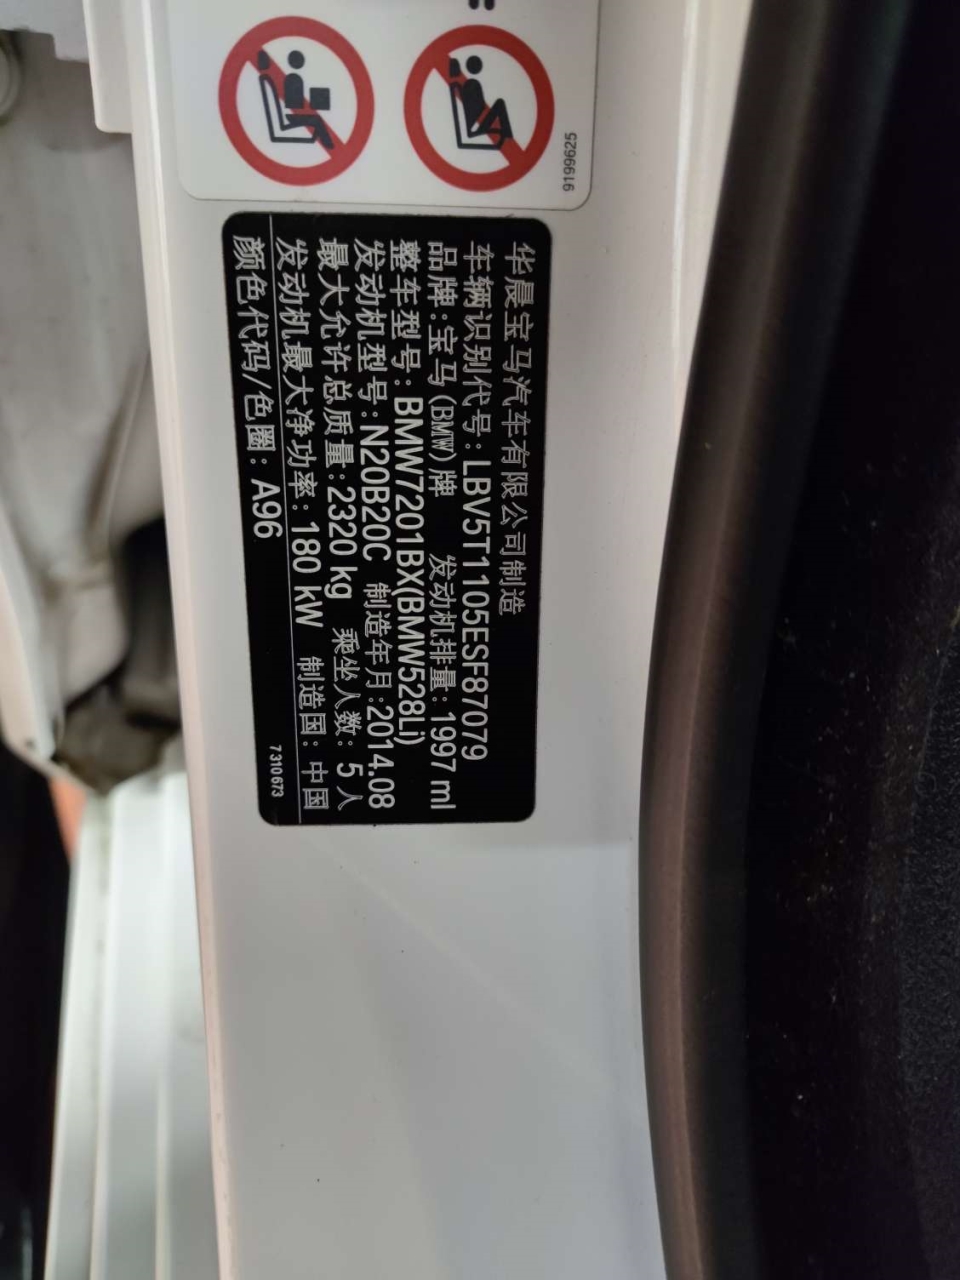 9199625
华晨宝马汽车有限公司制造
车辆识别代号:LBV5T1105ESF87079
品牌:宝马(BMW)牌 发动机排量:1997 ml
整车型号:BMW7201BX(BMW528Li)
发动机型号:N20B20C 制造年月:2014.08
最大允许总质量:2320 kg 乘坐人数:5人
发动机最大净功率:180 kW 制造国:中国
颜色代码/色圈:A96
7310673